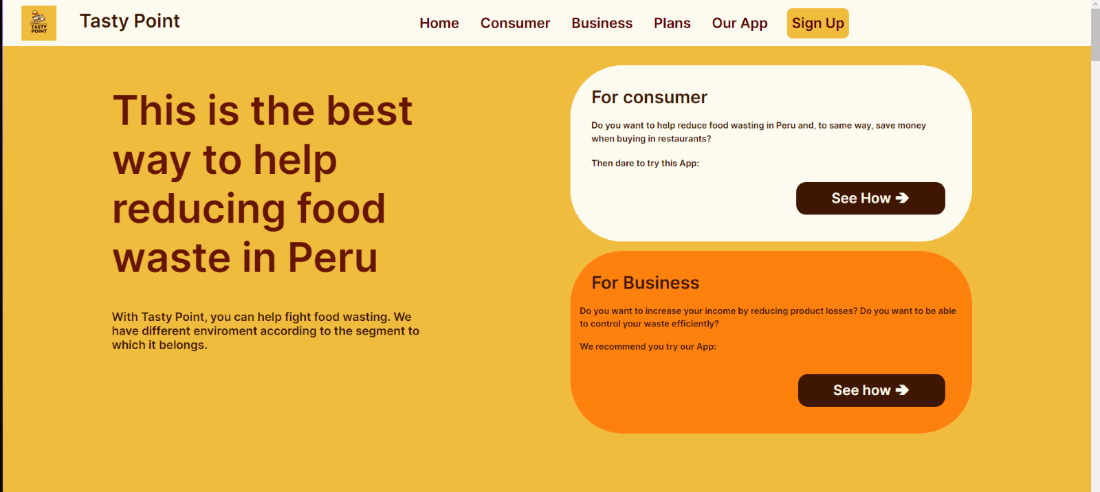 TASTY
POINT
Tasty Point
Home Consumer Business Plans Our App Sign Up
This is the best
way to help
reducing food
waste in Peru
With Tasty Point, you can help fight food wasting. We
have different enviroment according to the segment to
which it belongs.
For consumer
Do you want to help reduce food wasting in Peru and, to same way, save money
when buying in restaurants?
Then dare to try this App:
See How ➔
For Business
Do you want to increase your income by reducing product losses? Do you want to be able
to control your waste efficiently?
We recommend you try our App:
See how ➔